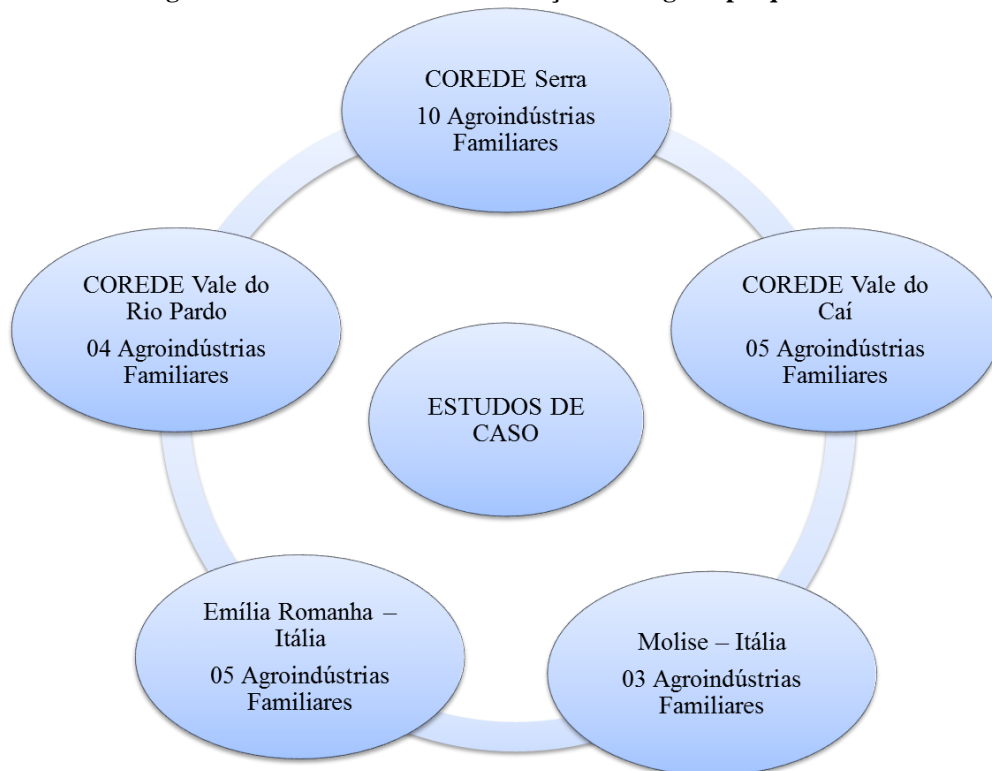 COREDE Serra
10 Agroindústrias
Familiares
COREDE Vale do
Rio Pardo
04 Agroindústrias
Familiares
COREDE Vale do
Caí
05 Agroindústrias
Familiares
ESTUDOS DE
CASO
Emília Romanha –
Itália
05 Agroindústrias
Familiares
Molise – Itália
03 Agroindústrias
Familiares